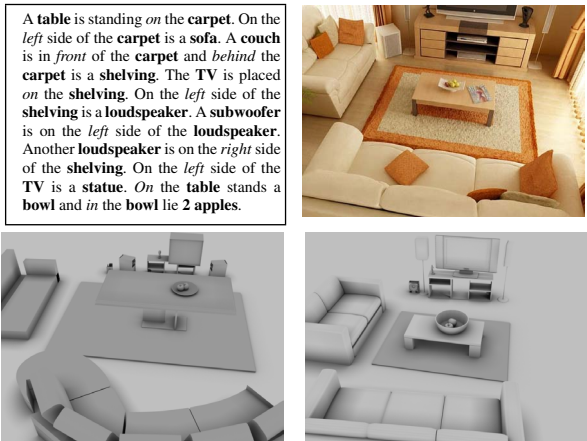 A table is standing on the carpet. On the
left side of the carpet is a sofa. A couch
is in front of the carpet and behind the
carpet is a shelving. The TV is placed
on the shelving. On the left side of the
shelving is a loudspeaker. A subwoofer
is on the left side of the loudspeaker.
Another loudspeaker is on the right side
of the shelving. On the left side of the
TV is a statue. On the table stands a
bowl and in the bowl lie 2 apples.